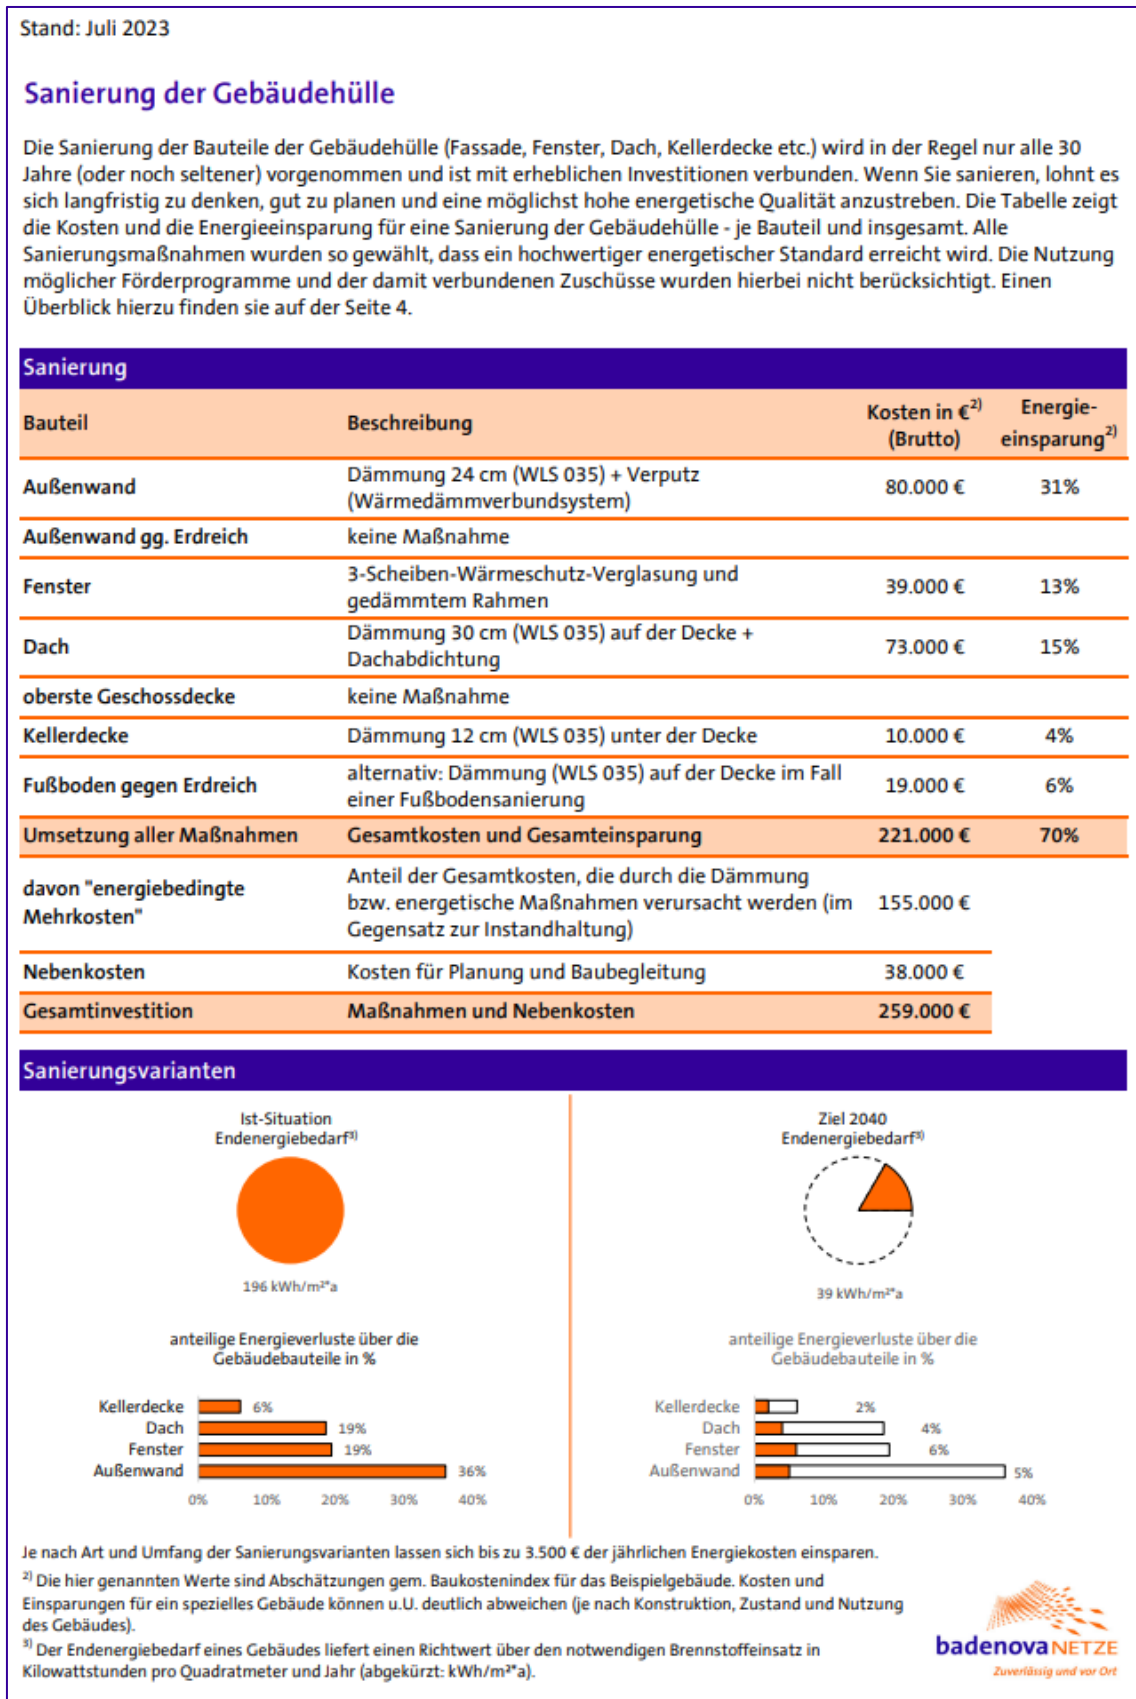 Stand: Juli 2023
Sanierung der Gebäudehülle
Die Sanierung der Bauteile der Gebäudehülle (Fassade, Fenster, Dach, Kellerdecke etc.) wird in der Regel nur alle 30
Jahre (oder noch seltener) vorgenommen und ist mit erheblichen Investitionen verbunden. Wenn Sie sanieren, lohnt es
sich langfristig zu denken, gut zu planen und eine möglichst hohe energetische Qualität anzustreben. Die Tabelle zeigt
die Kosten und die Energieeinsparung für eine Sanierung der Gebäudehülle - je Bauteil und insgesamt. Alle
Sanierungsmaßnahmen wurden so gewählt, dass ein hochwertiger energetischer Standard erreicht wird. Die Nutzung
möglicher Förderprogramme und der damit verbundenen Zuschüsse wurden hierbei nicht berücksichtigt. Einen
Überblick hierzu finden sie auf der Seite 4.
Sanierung
Bauteil Beschreibung Kosten in €²⁾ (Brutto) Energie-einsparung²⁾
Außenwand Dämmung 24 cm (WLS 035) + Verputz
(Wärmedämmverbundsystem) 80.000 € 31%
Außenwand gg. Erdreich keine Maßnahme
Fenster 3-Scheiben-Wärmeschutz-Verglasung und
gedämmtem Rahmen 39.000 € 13%
Dach Dämmung 30 cm (WLS 035) auf der Decke +
Dachabdichtung 73.000 € 15%
oberste Geschossdecke keine Maßnahme
Kellerdecke Dämmung 12 cm (WLS 035) unter der Decke 10.000 € 4%
Fußboden gegen Erdreich alternativ: Dämmung (WLS 035) auf der Decke im Fall
einer Fußbodensanierung 19.000 € 6%
Umsetzung aller Maßnahmen Gesamtkosten und Gesamteinsparung 221.000 € 70%
davon "energiebedingte
Mehrkosten"
Anteil der Gesamtkosten, die durch die Dämmung
bzw. energetische Maßnahmen verursacht werden (im
Gegensatz zur Instandhaltung) 155.000 €
Nebenkosten Kosten für Planung und Baubegleitung 38.000 €
Gesamtinvestition Maßnahmen und Nebenkosten 259.000 €
Sanierungsvarianten
Ist-Situation
Endenergiebedarf³⁾
196 kWh/m²*a
anteilige Energieverluste über die
Gebäudebauteile in %
Kellerdecke 6%
Dach 19%
Fenster 19%
Außenwand 36%
0% 10% 20% 30% 40%
Ziel 2040
Endenergiebedarf³⁾
39 kWh/m²*a
anteilige Energieverluste über die
Gebäudebauteile in %
Kellerdecke 2%
Dach 4%
Fenster 6%
Außenwand 5%
0% 10% 20% 30% 40%
Je nach Art und Umfang der Sanierungsvarianten lassen sich bis zu 3.500 € der jährlichen Energiekosten einsparen.
²⁾ Die hier genannten Werte sind Abschätzungen gem. Baukostenindex für das Beispielgebäude. Kosten und
Einsparungen für ein spezielles Gebäude können u.U. deutlich abweichen (je nach Konstruktion, Zustand und Nutzung
des Gebäudes).
³⁾ Der Endenergiebedarf eines Gebäudes liefert einen Richtwert über den notwendigen Brennstoffeinsatz in
Kilowattstunden pro Quadratmeter und Jahr (abgekürzt: kWh/m²*a).
badenovaNETZE
Zuverlässig und vor Ort